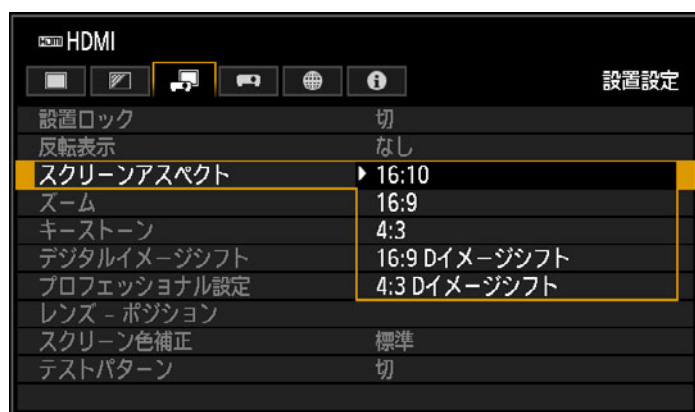 HDMI HDMI
設置設定
設置ロック 切
反転表示 なし
スクリーンアスペクト 16:10
ズーム 16:9
キーストーン 4:3
デジタルイメージシフト 16:9 Dイメージシフト
プロフェッショナル設定 4:3 Dイメージシフト
レンズ – ポジション
スクリーン色補正 標準
テストパターン 切